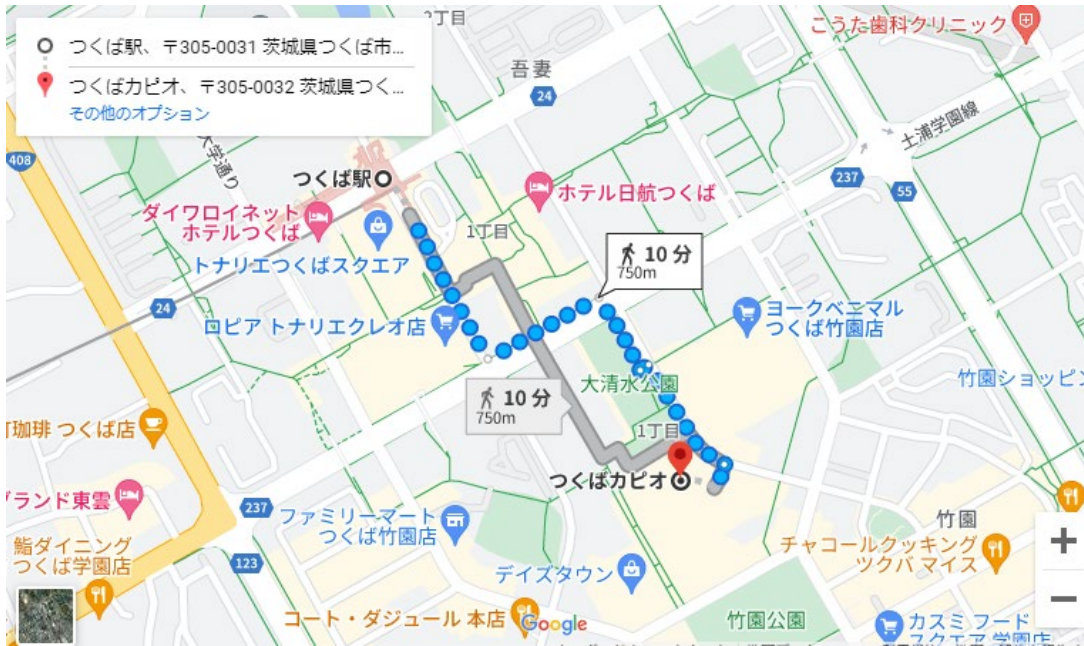 つくば駅、〒305-0031 茨城県つくば市...
つくばカピオ、〒305-0032 茨城県つく...
その他のオプション
2丁目
こうた歯科クリニック
吾妻
24
土浦学園線
408
大学通り
つくば駅
237
55
ホテル日航つくば
ダイワロイネット
ホテルつくば
1丁目
トナリエつくばスクエア
10 分
750m
24
ロピア トナリエクレオ店
ヨークベニマル
つくば竹園店
大清水公園
竹園ショッピン
10 分
750m
珈琲 つくば店
1丁目
つくばカピオ
グランド東雲
237
ファミリーマート
つくば竹園店
竹園
鮨ダイニング
つくば学園店
チャコールクッキング
ツクバ マイス
123
デイズタウン
コート・ダジュール 本店
Google
竹園公園
カスミ フード
スクエア 学園店